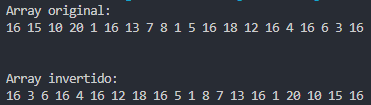 Array original:
16 15 10 20 1 16 13 7 8 1 5 16 18 12 16 4 16 6 3 16
Array invertido:
16 3 6 16 4 16 12 18 16 5 1 8 7 13 16 1 20 10 15 16